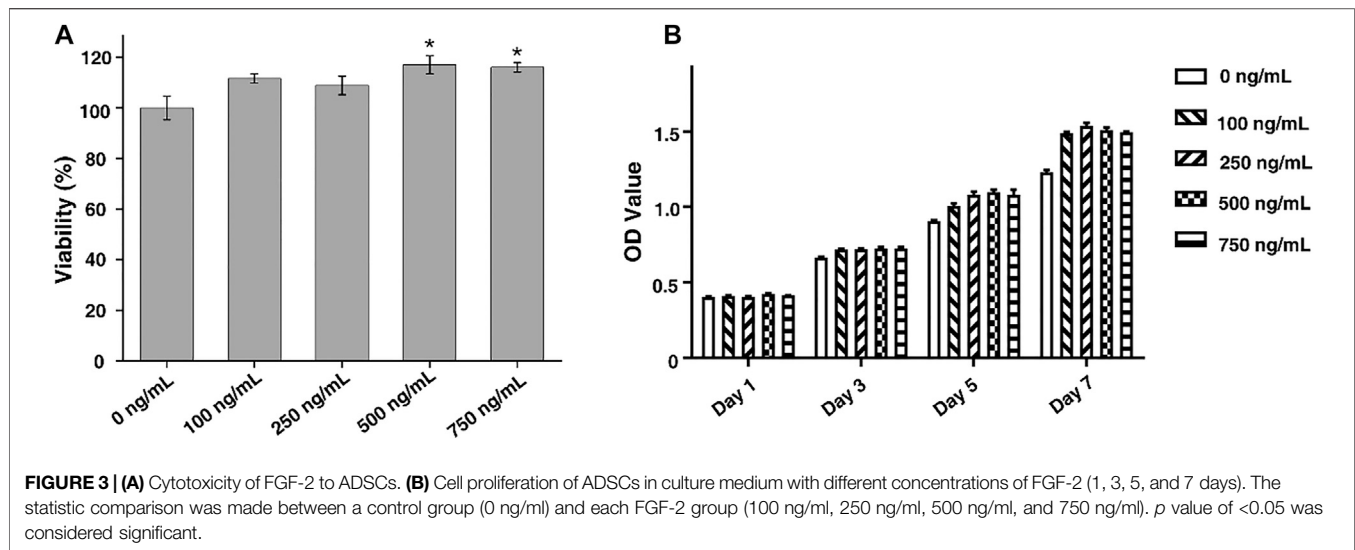 A
Viability (%)
120
100
80
60
40
20
0
*
*
0 ng/mL
100 ng/mL
250 ng/mL
500 ng/mL
750 ng/mL
B
OD Value
1.5
1.0
0.5
0
Day 1
Day 3
Day 5
Day 7
0 ng/mL
100 ng/mL
250 ng/mL
500 ng/mL
750 ng/mL
FIGURE 3 | (A) Cytotoxicity of FGF-2 to ADSCs. (B) Cell proliferation of ADSCs in culture medium with different concentrations of FGF-2 (1, 3, 5, and 7 days). The
statistic comparison was made between a control group (0 ng/ml) and each FGF-2 group (100 ng/ml, 250 ng/ml, 500 ng/ml, and 750 ng/ml). p value of <0.05 was
considered significant.